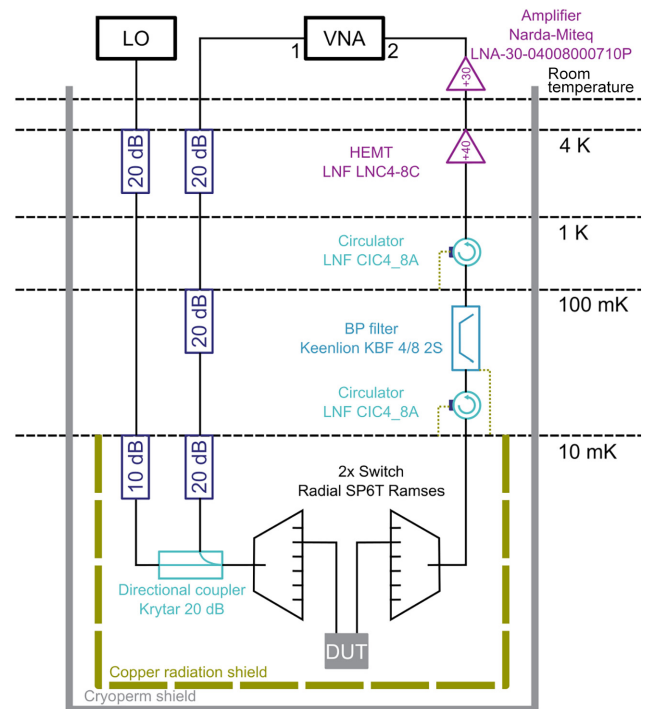 LO
1
VNA
2
Amplifier
Narda-Miteq
LNA-30-04008000710P
+30
Room
temperature
20 dB
20 dB
HEMT
LNF LNC4-8C
+40
4 K
1 K
Circulator
LNF CIC4_8A
100 mK
20 dB
BP filter
Keenlion KBF 4/8 2S
Circulator
LNF CIC4_8A
10 mK
10 dB
20 dB
2x Switch
Radial SP6T Ramses
Directional coupler
Krytar 20 dB
DUT
Copper radiation shield
Cryoperm shield